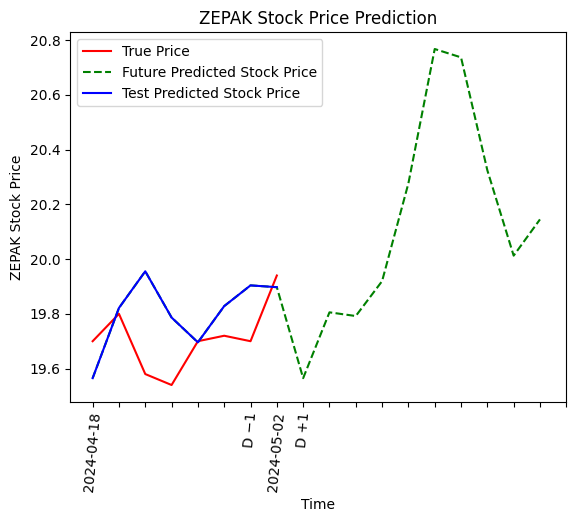 ZEPAK Stock Price Prediction
True Price
Future Predicted Stock Price
Test Predicted Stock Price
ZEPAK Stock Price
20.8
20.6
20.4
20.2
20.0
19.8
19.6
2024-04-18
D −1
2024-05-02
D +1
Time